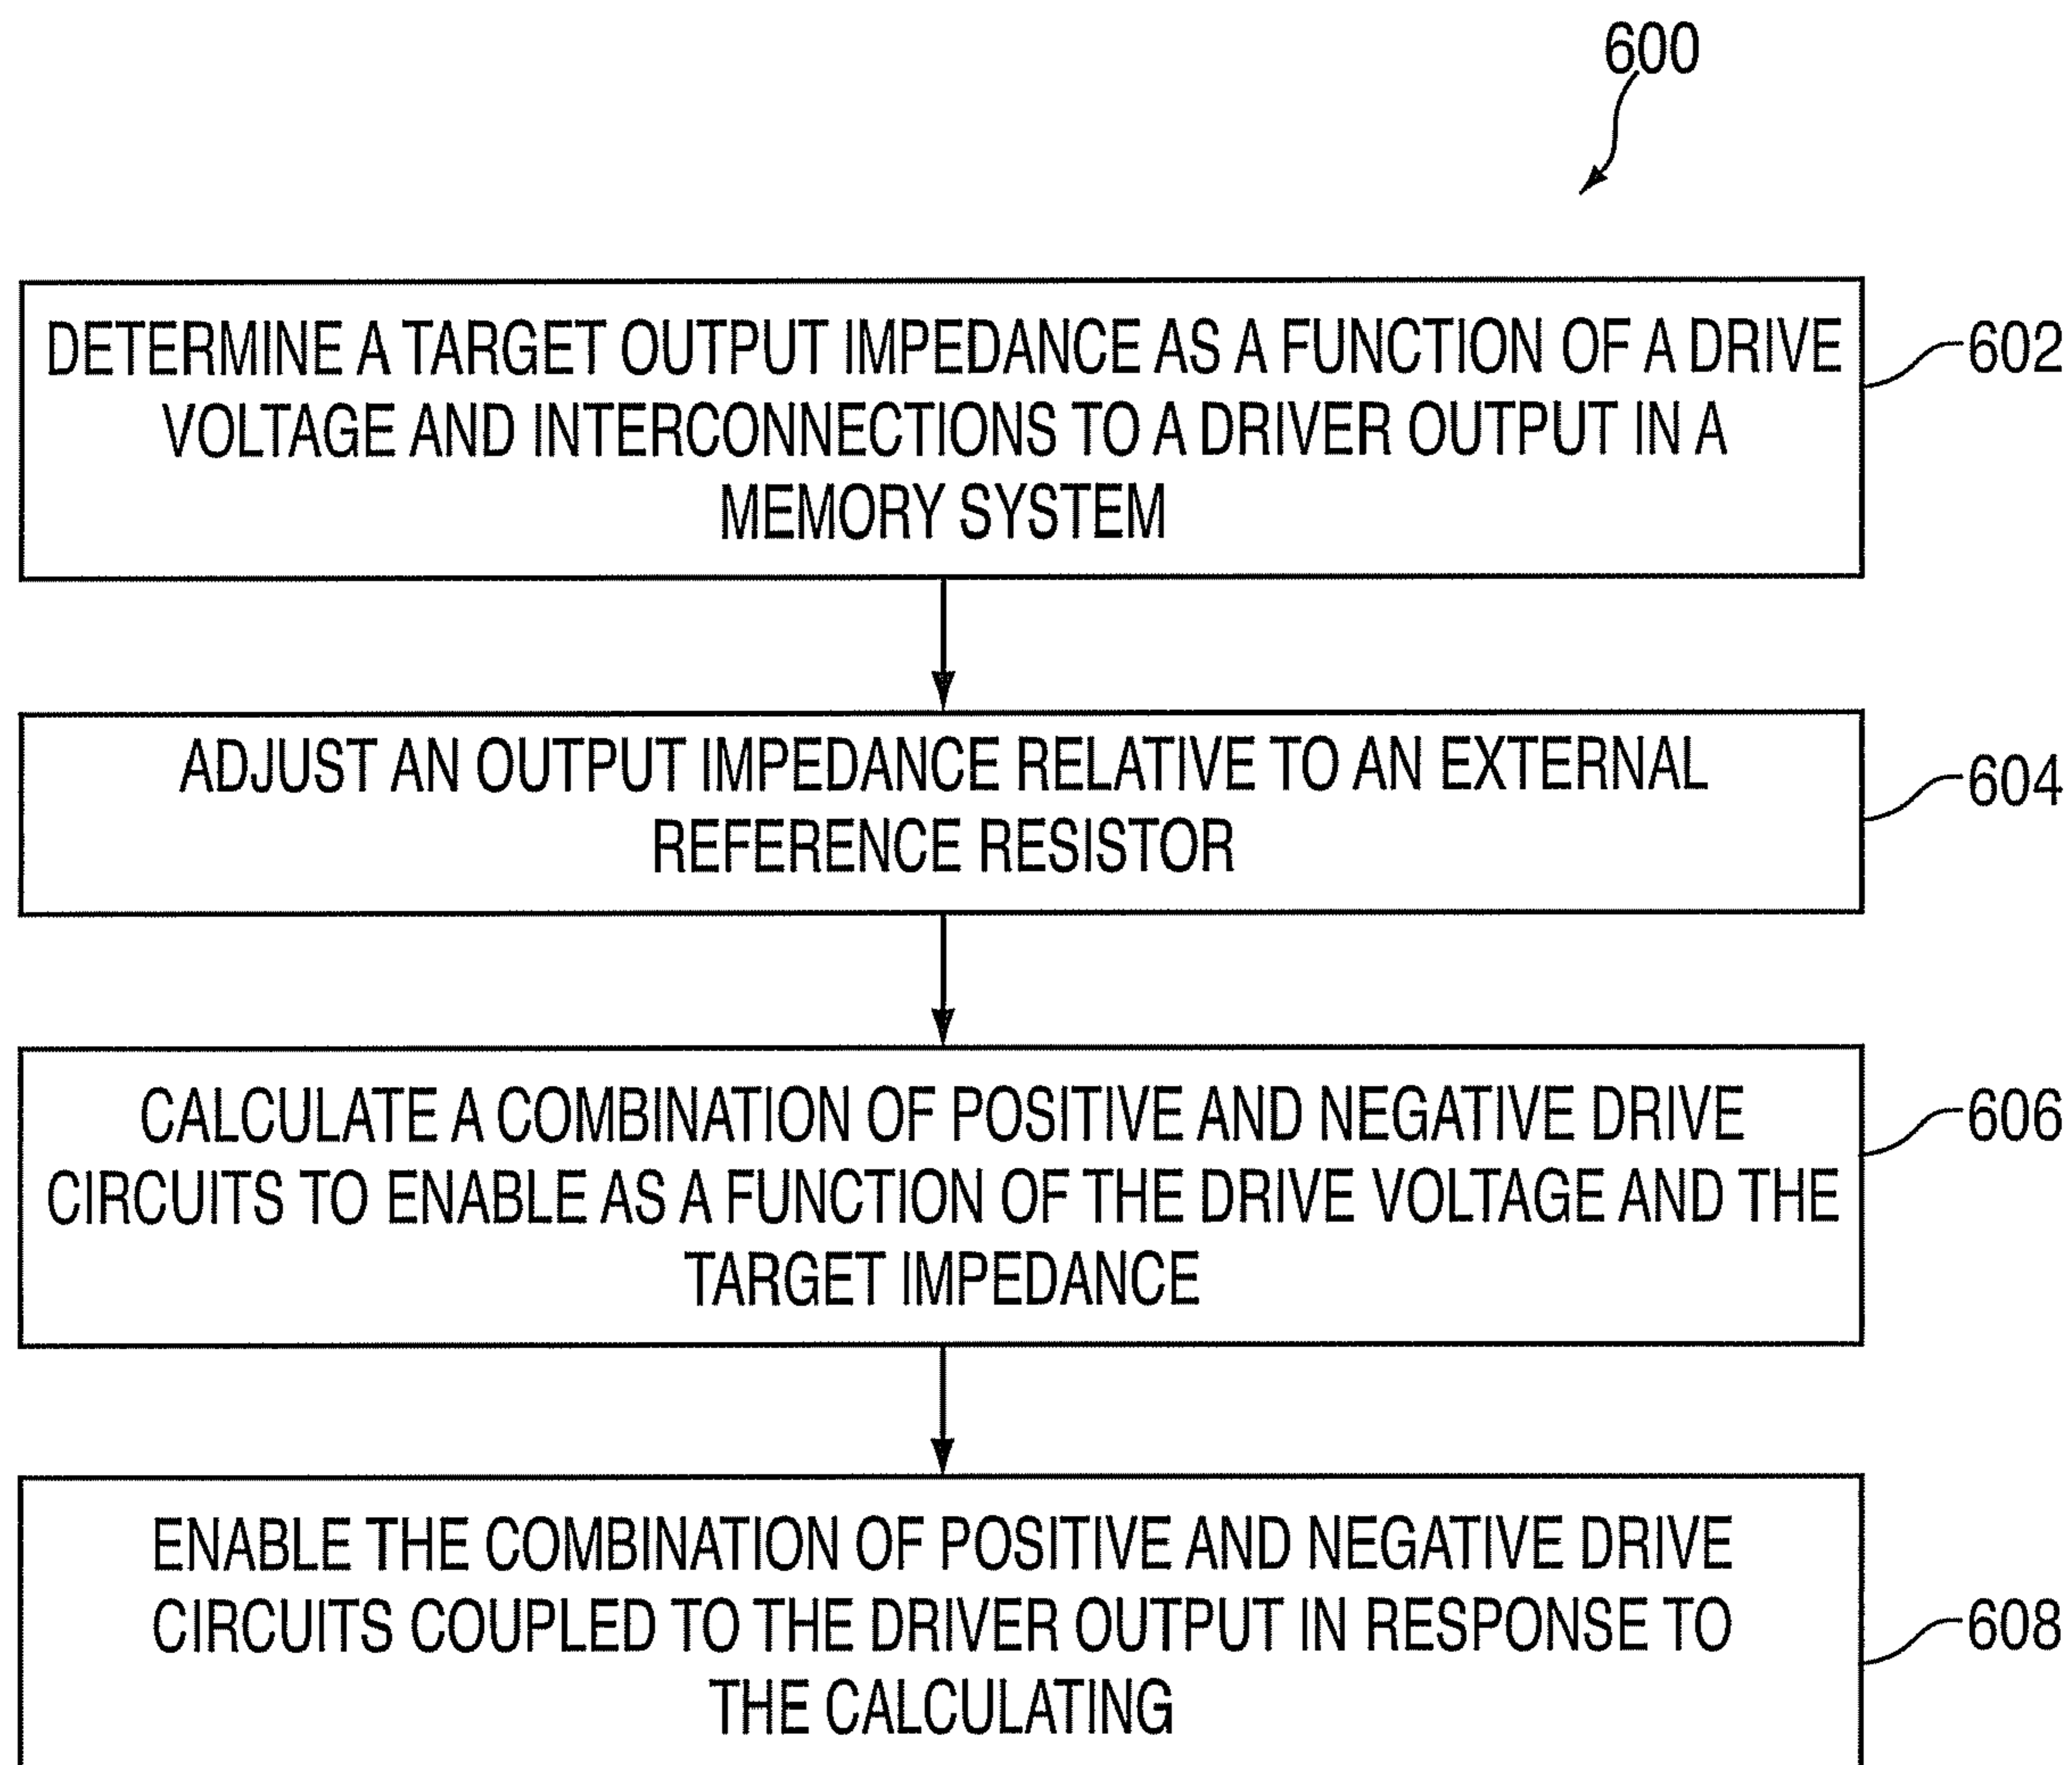 600
DETERMINE A TARGET OUTPUT IMPEDANCE AS A FUNCTION OF A DRIVE
VOLTAGE AND INTERCONNECTIONS TO A DRIVER OUTPUT IN A
MEMORY SYSTEM
602
ADJUST AN OUTPUT IMPEDANCE RELATIVE TO AN EXTERNAL
REFERENCE RESISTOR
604
CALCULATE A COMBINATION OF POSITIVE AND NEGATIVE DRIVE
CIRCUITS TO ENABLE AS A FUNCTION OF THE DRIVE VOLTAGE AND THE
TARGET IMPEDANCE
606
ENABLE THE COMBINATION OF POSITIVE AND NEGATIVE DRIVE
CIRCUITS COUPLED TO THE DRIVER OUTPUT IN RESPONSE TO
THE CALCULATING
608